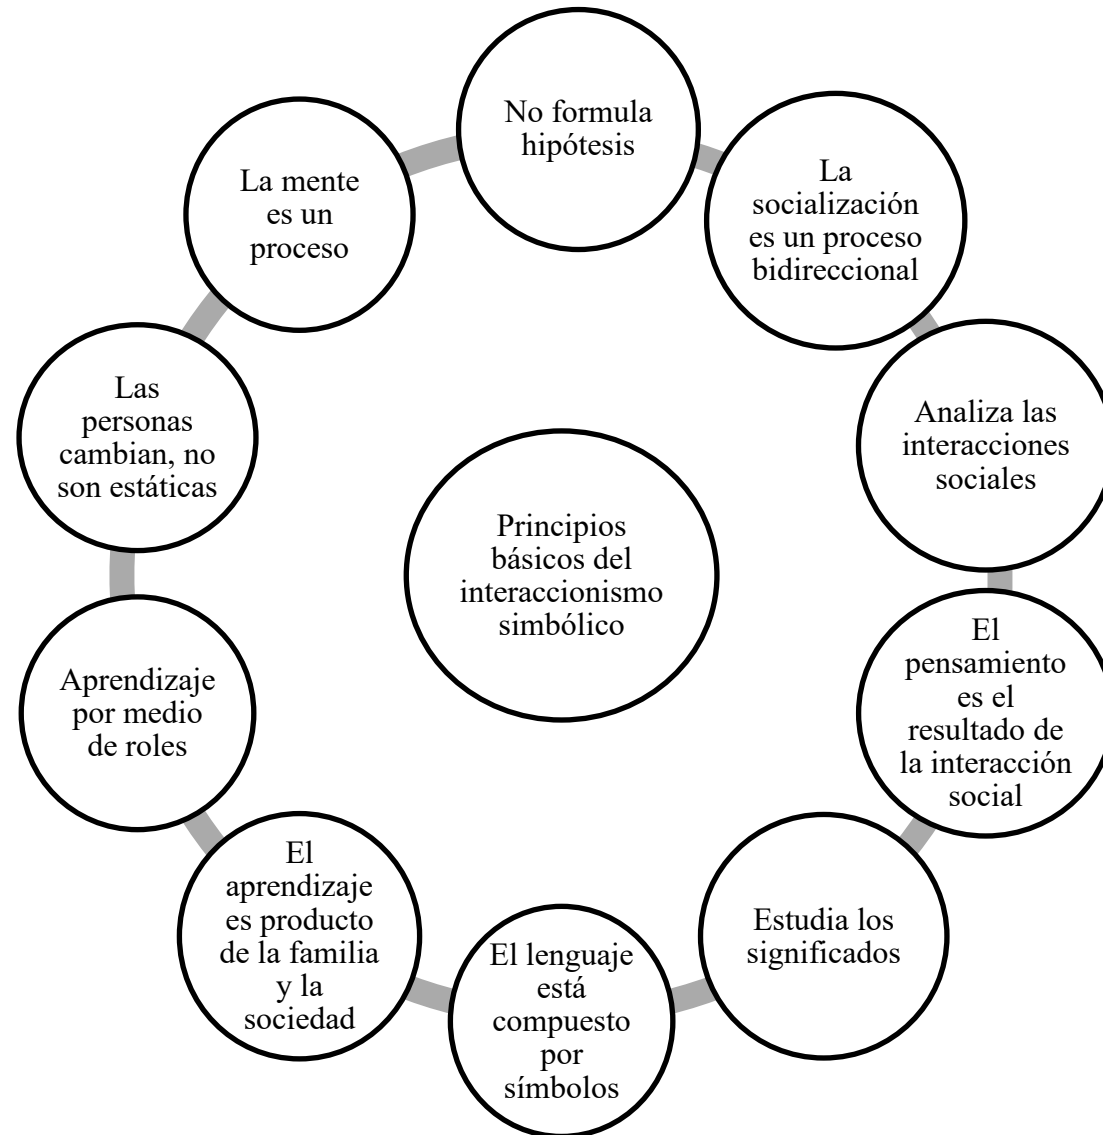 No formula
hipótesis
La
socialización
es un proceso
bidireccional
Analiza las
interacciones
sociales
El
pensamiento
es el
resultado de
la interacción
social
Estudia los
significados
El lenguaje
está
compuesto
por
símbolos
El
aprendizaje
es producto
de la familia
y la
sociedad
Aprendizaje
por medio
de roles
Las
personas
cambian, no
son estáticas
La mente
es un
proceso
Principios
básicos del
interaccionismo
simbólico